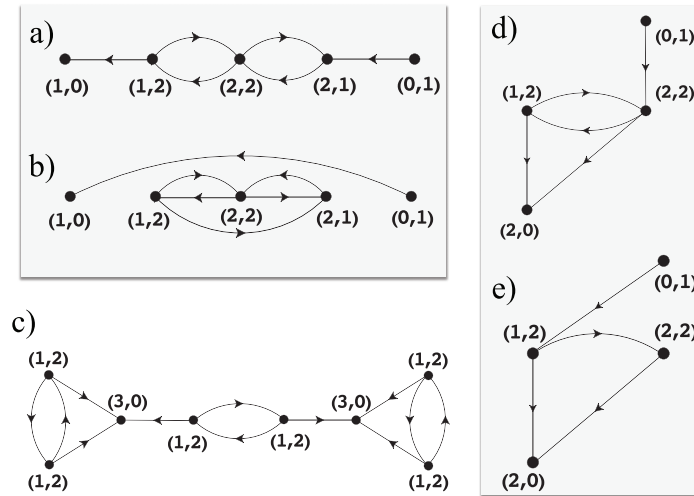 a)
(1,0) (1,2) (2,2) (2,1) (0,1)
b)
(1,0) (1,2) (2,2) (2,1) (0,1)
c)
(1,2) (1,2)
(3,0) (3,0)
(1,2) (1,2)
(1,2) (1,2)
d)
(0,1)
(1,2) (2,2)
(2,0)
e)
(0,1)
(1,2) (2,2)
(2,0)